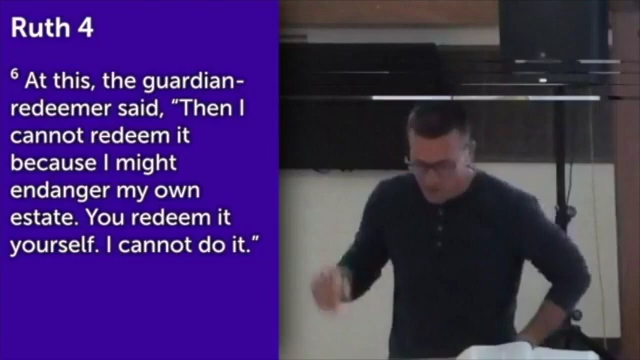 Ruth 4
6 At this, the guardian-
redeemer said, “Then I
cannot redeem it
because I might
endanger my own
estate. You redeem it
yourself. I cannot do it.”